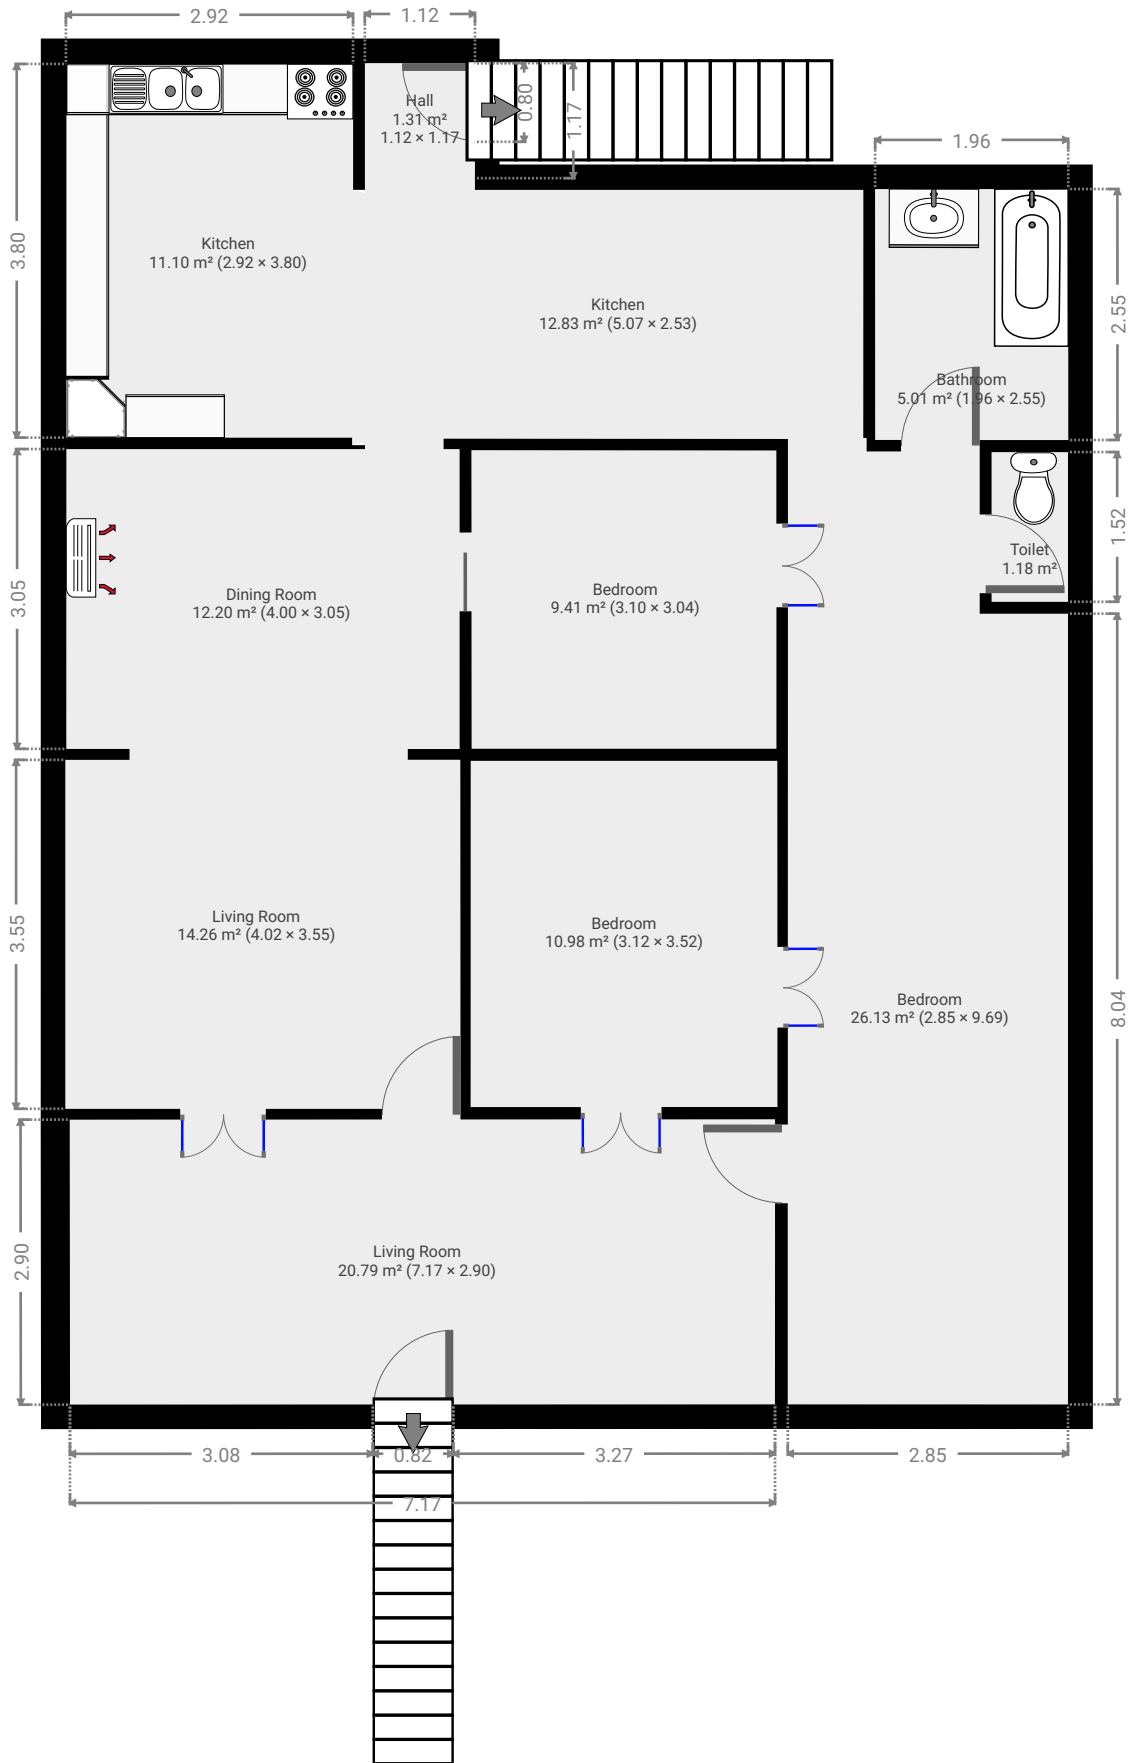 2.92
1.12
Hall
1.31 m²
1.12 × 1.17
0.80
1.17
1.96
3.80
Kitchen
11.10 m² (2.92 × 3.80)
Kitchen
12.83 m² (5.07 × 2.53)
2.55
Bathroom
5.01 m² (1.96 × 2.55)
1.52
Toilet
1.18 m²
3.05
Dining Room
12.20 m² (4.00 × 3.05)
Bedroom
9.41 m² (3.10 × 3.04)
3.55
Living Room
14.26 m² (4.02 × 3.55)
Bedroom
10.98 m² (3.12 × 3.52)
Bedroom
26.13 m² (2.85 × 9.69)
8.04
2.90
Living Room
20.79 m² (7.17 × 2.90)
3.08
0.82
3.27
2.85
7.17